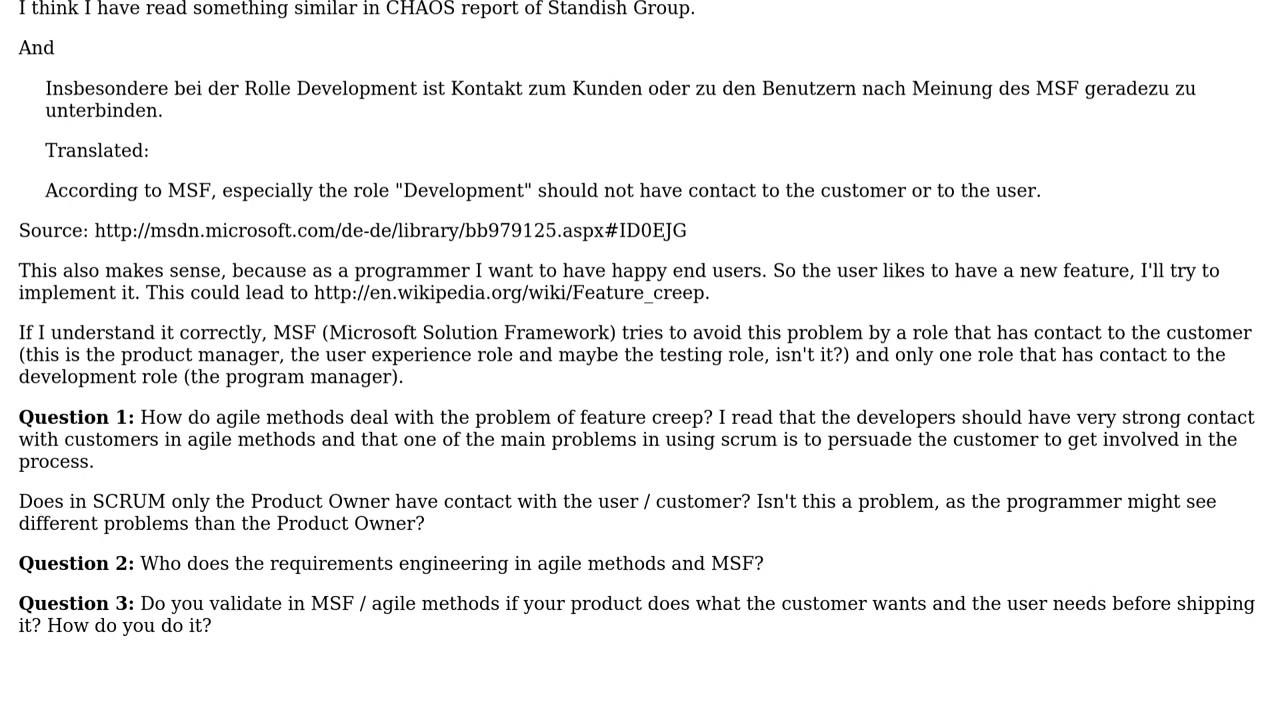 I think I have read something similar in CHAOS report of Standish Group.
And
Insbesondere bei der Rolle Development ist Kontakt zum Kunden oder zu den Benutzern nach Meinung des MSF geradezu zu
unterbinden.
Translated:
According to MSF, especially the role "Development" should not have contact to the customer or to the user.
Source: http://msdn.microsoft.com/de-de/library/bb979125.aspx#ID0EJG
This also makes sense, because as a programmer I want to have happy end users. So the user likes to have a new feature, I'll try to
implement it. This could lead to http://en.wikipedia.org/wiki/Feature_creep.
If I understand it correctly, MSF (Microsoft Solution Framework) tries to avoid this problem by a role that has contact to the customer
(this is the product manager, the user experience role and maybe the testing role, isn't it?) and only one role that has contact to the
development role (the program manager).
Question 1: How do agile methods deal with the problem of feature creep? I read that the developers should have very strong contact
with customers in agile methods and that one of the main problems in using scrum is to persuade the customer to get involved in the
process.
Does in SCRUM only the Product Owner have contact with the user / customer? Isn't this a problem, as the programmer might see
different problems than the Product Owner?
Question 2: Who does the requirements engineering in agile methods and MSF?
Question 3: Do you validate in MSF / agile methods if your product does what the customer wants and the user needs before shipping
it? How do you do it?